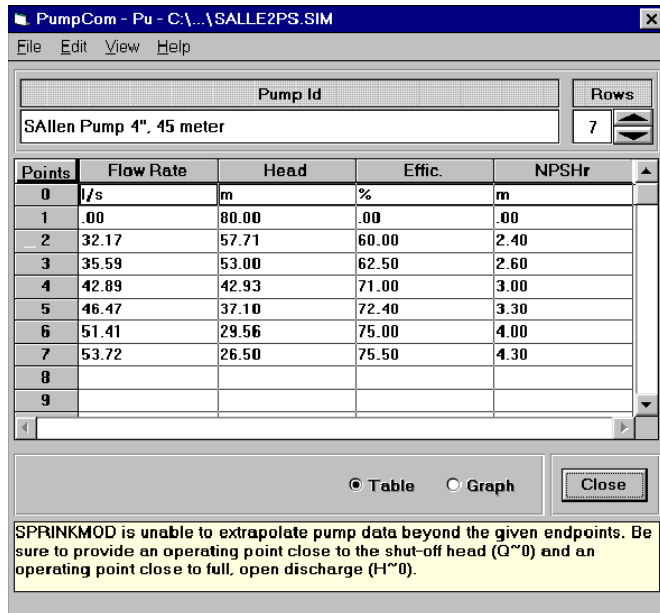 PumpCom - Pu - C:\...\SALLE2PS.SIM
File Edit View Help
Pump Id Rows
SAllen Pump 4", 45 meter 7
Points Flow Rate Head Effic. NPSHr
0 l/s m % m
1 .00 80.00 .00 .00
2 32.17 57.71 60.00 2.40
3 35.59 53.00 62.50 2.60
4 42.89 42.93 71.00 3.00
5 46.47 37.10 72.40 3.30
6 51.41 29.56 75.00 4.00
7 53.72 26.50 75.50 4.30
8
9
Table Graph Close
SPRINKMOD is unable to extrapolate pump data beyond the given endpoints. Be
sure to provide an operating point close to the shut-off head (Q~0) and an
operating point close to full, open discharge (H~0).